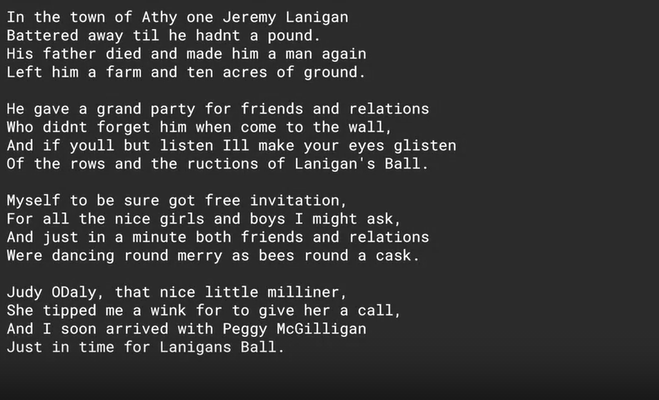 In the town of Athy one Jeremy Lanigan
Battered away til he hadnt a pound.
His father died and made him a man again
Left him a farm and ten acres of ground.

He gave a grand party for friends and relations
Who didnt forget him when come to the wall,
And if youll but listen Ill make your eyes glisten
Of the rows and the ructions of Lanigan's Ball.

Myself to be sure got free invitation,
For all the nice girls and boys I might ask,
And just in a minute both friends and relations
Were dancing round merry as bees round a cask.

Judy ODaly, that nice little milliner,
She tipped me a wink for to give her a call,
And I soon arrived with Peggy McGilligan
Just in time for Lanigans Ball.